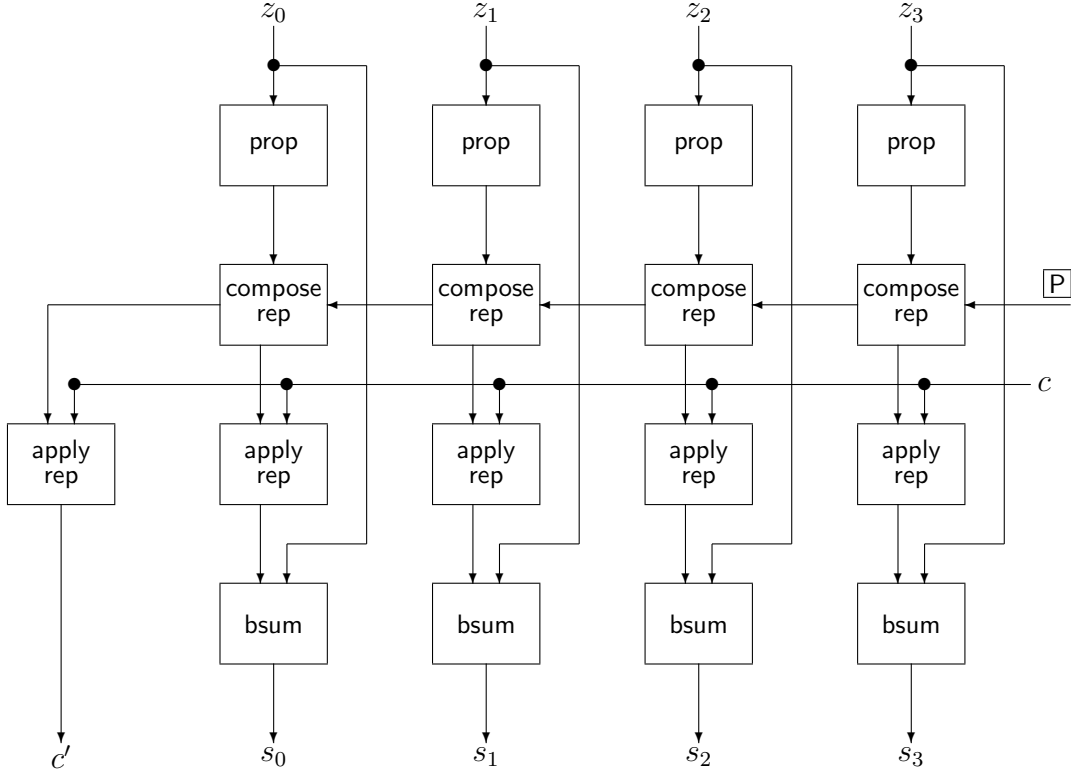 z₀ z₁ z₂ z₃
prop prop prop prop
compose rep compose rep compose rep compose rep P
c
apply rep apply rep apply rep apply rep apply rep
bsum bsum bsum bsum
c′ s₀ s₁ s₂ s₃